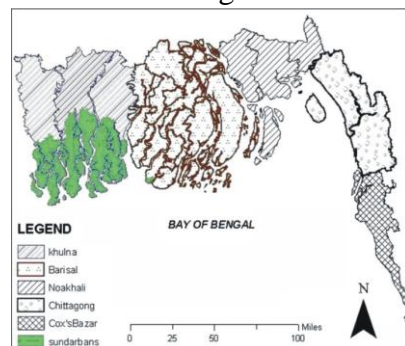 BAY OF BENGAL
LEGEND
khulna
Barisal
Noakhali
Chittagong
Cox'sBazar
sundarbans
N
Miles
0 25 50 100